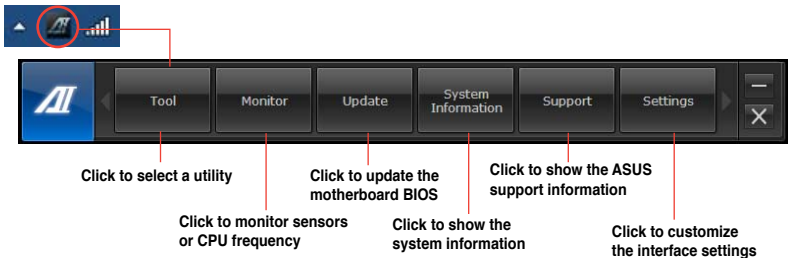 AI
AI
Tool
Monitor
Update
System
Information
Support
Settings
Click to select a utility
Click to update the
motherboard BIOS
Click to show the ASUS
support information
Click to monitor sensors
or CPU frequency
Click to show the
system information
Click to customize
the interface settings